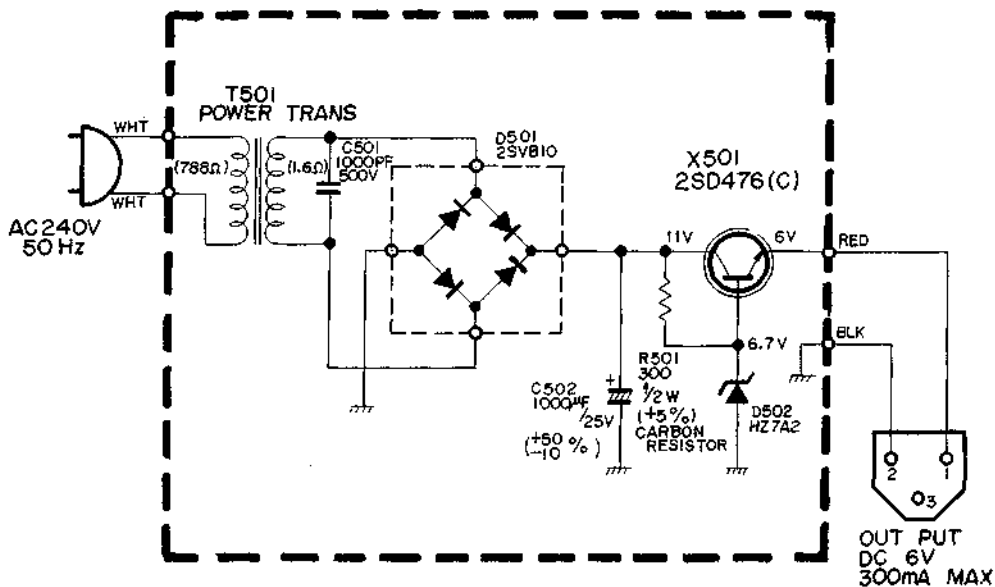 T501
POWER TRANS
WHT
(788Ω)
(1.6Ω)
C501
1000PF
500V
D501
2SVB10
X501
2SD476(C)
WHT
AC240V
50Hz
11V
6V
RED
6.7V
BLK
C502
1000µF
/25V
(+50 %
-10 )
+
R501
300
1/2W
(+5%)
CARBON
RESISTOR
D502
HZ7A2
2
1
3
OUT PUT
DC 6V
300mA MAX